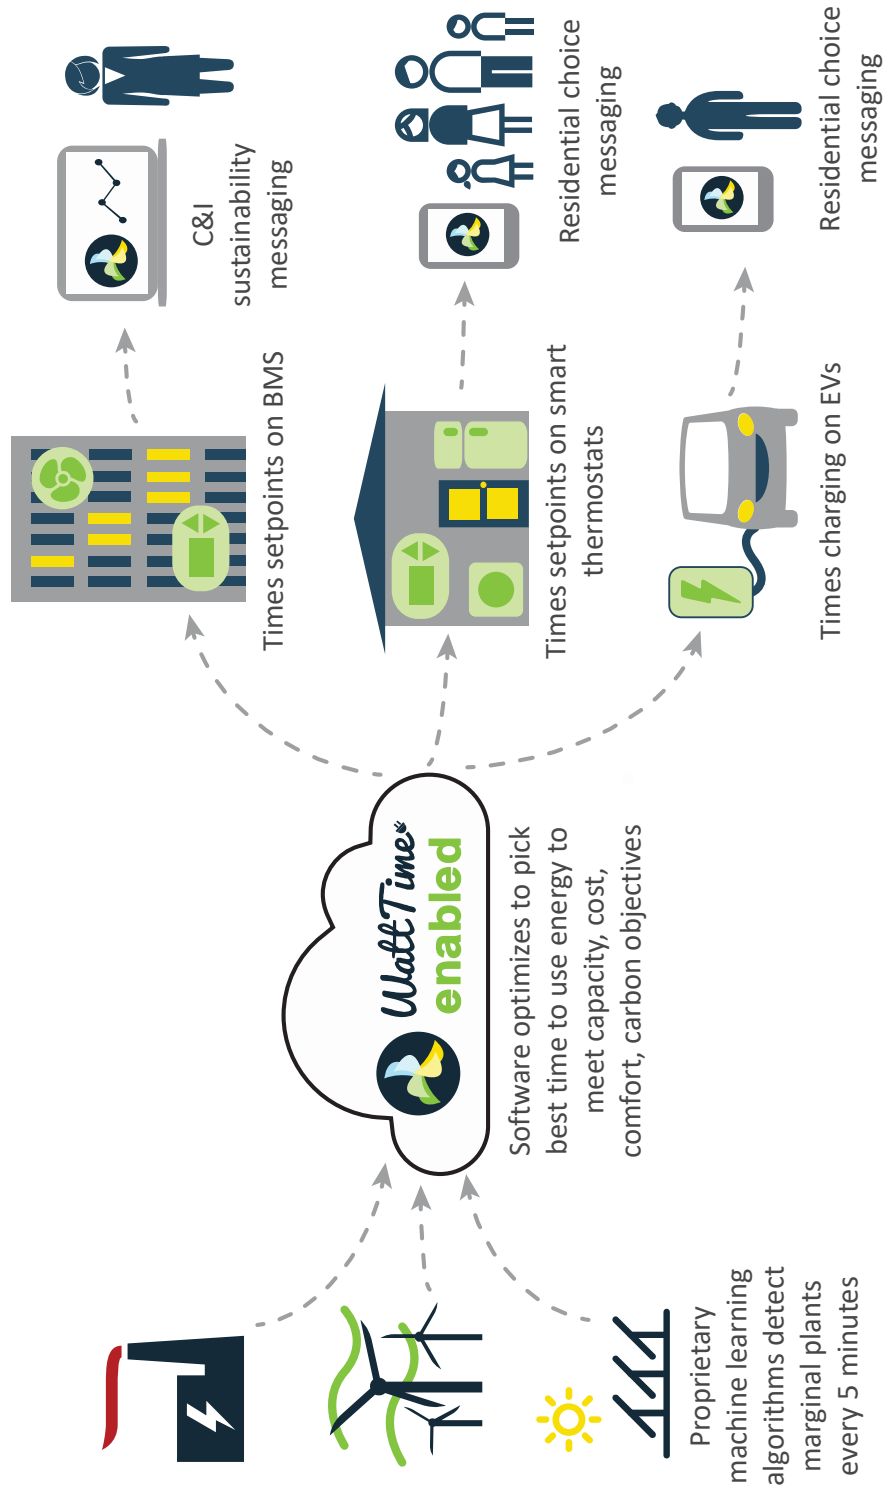 Proprietary
machine learning
algorithms detect
marginal plants
every 5 minutes
WattTime
enabled
Software optimizes to pick
best time to use energy to
meet capacity, cost,
comfort, carbon objectives
Times setpoints on BMS
Times setpoints on smart
thermostats
Times charging on EVs
C&I
sustainability
messaging
Residential choice
messaging
Residential choice
messaging